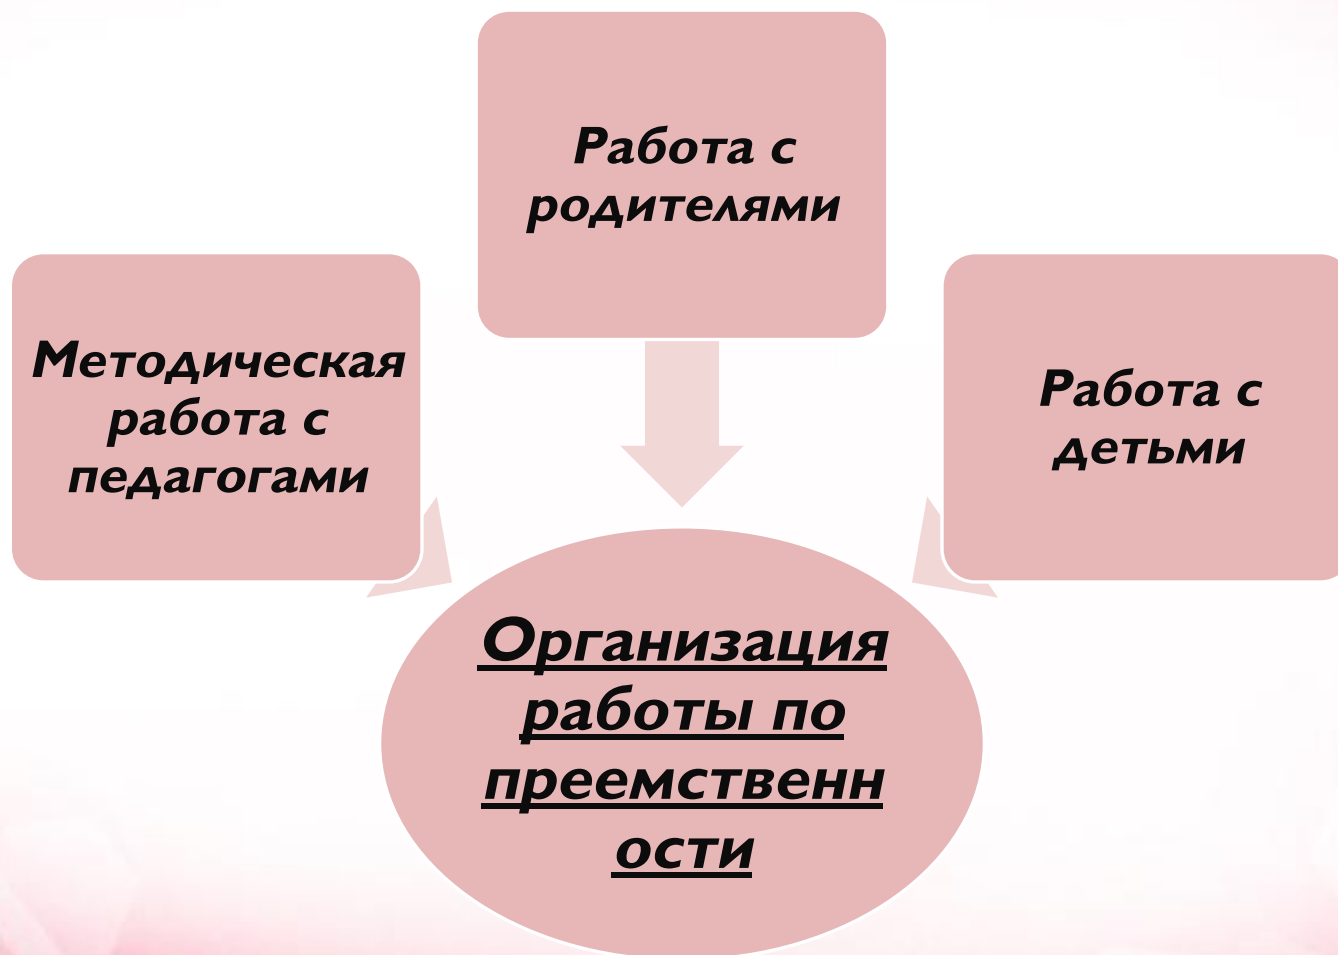 Работа с
родителями
Методическая
работа с
педагогами
Работа с
детьми
Организация
работы по
преемственн
ости